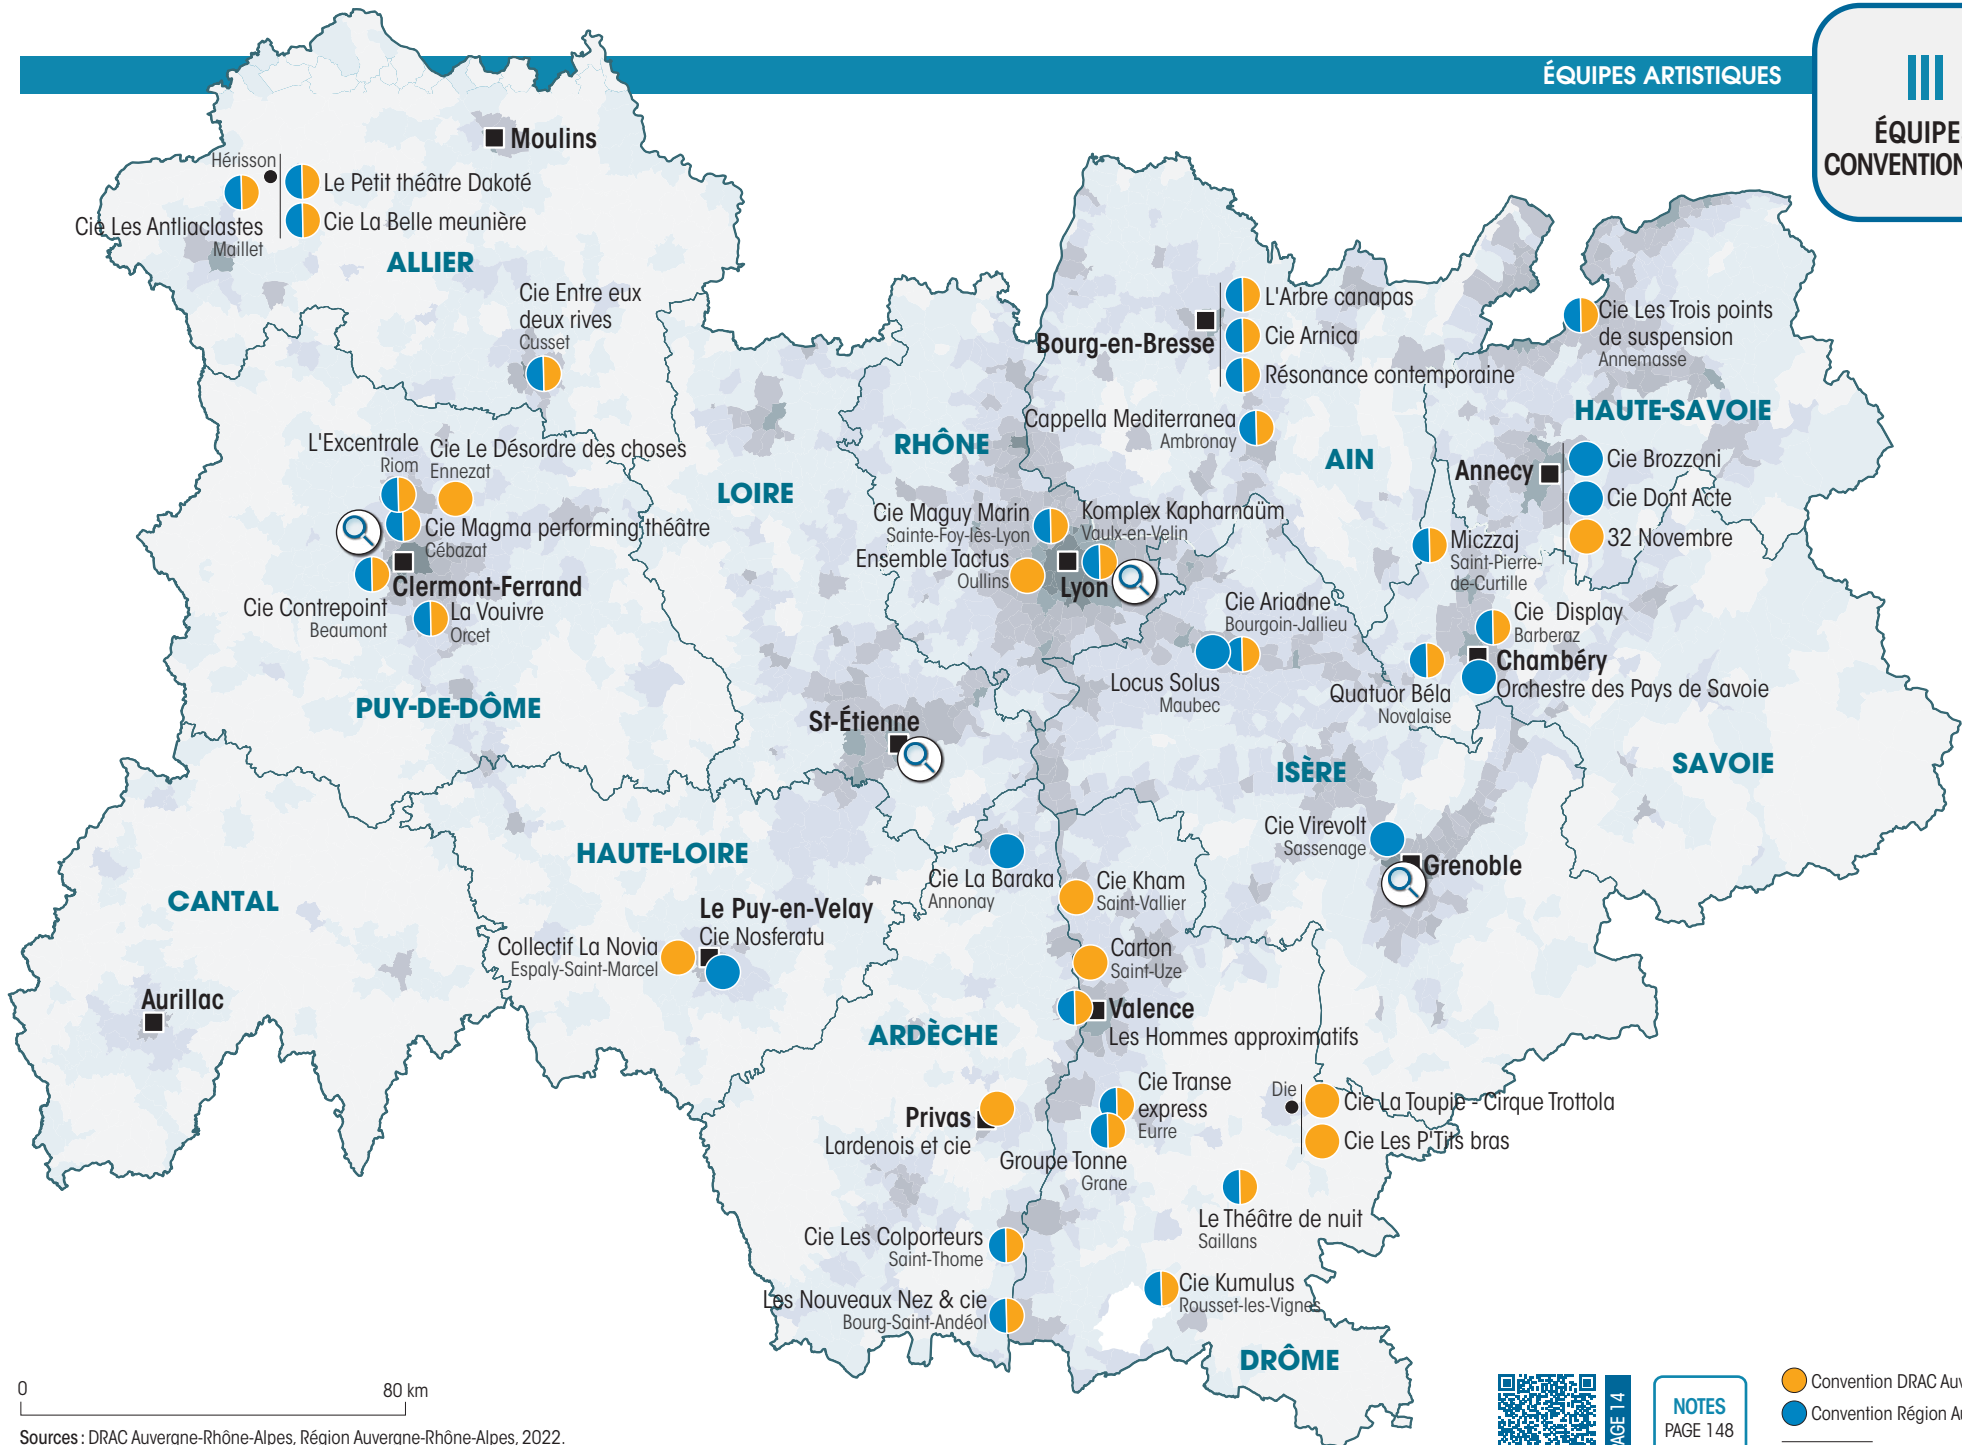 ÉQUIPES ARTISTIQUES
III
ÉQUIPE
CONVENTION
Moulins
Hérisson
Le Petit théâtre Dakoté
Cie La Belle meunière
Cie Les Antliaclastes
Maillet
ALLIER
Cie Entre eux
deux rives
Cusset
L'Arbre canapas
Cie Arnica
Bourg-en-Bresse
Résonance contemporaine
Cappella Mediterranea
Ambronay
AIN
Cie Les Trois points
de suspension
Annemasse
HAUTE-SAVOIE
Annecy
Cie Brozzoni
Cie Dont Acte
32 Novembre
L'Excentrale
Riom
Cie Le Désordre des choses
Ennezat
Cie Magma performing théâtre
Cébazat
Clermont-Ferrand
Cie Contrepoint
Beaumont
La Vouivre
Orcet
PUY-DE-DÔME
LOIRE
RHÔNE
Cie Maguy Marin
Sainte-Foy-lès-Lyon
Komplex Kapharnaüm
Vaulx-en-Velin
Ensemble Tactus
Oullins
Lyon
Miczzaj
Saint-Pierre-
de-Curtille
Cie Ariadne
Bourgoin-Jallieu
Locus Solus
Maubec
Cie Display
Barberaz
Chambéry
Orchestre des Pays de Savoie
Quatuor Béla
Novalaise
St-Étienne
ISÈRE
SAVOIE
Cie Virevolt
Sassenage
Grenoble
HAUTE-LOIRE
CANTAL
Le Puy-en-Velay
Cie Nosferatu
Collectif La Novia
Espaly-Saint-Marcel
Aurillac
Cie La Baraka
Annonay
Cie Kham
Saint-Vallier
Carton
Saint-Uze
Valence
Les Hommes approximatifs
ARDÈCHE
Cie Transe
express
Eurre
Die
Cie La Toupie - Cirque Trottola
Cie Les P'Tits bras
Privas
Lardenois et cie
Groupe Tonne
Grane
Le Théâtre de nuit
Saillans
Cie Les Colporteurs
Saint-Thome
Cie Kumulus
Rousset-les-Vignes
Les Nouveaux Nez & cie
Bourg-Saint-Andéol
DRÔME
0
80 km
Sources : DRAC Auvergne-Rhône-Alpes, Région Auvergne-Rhône-Alpes, 2022.
AGE 14
NOTES
PAGE 148
Convention DRAC Auv
Convention Région Au